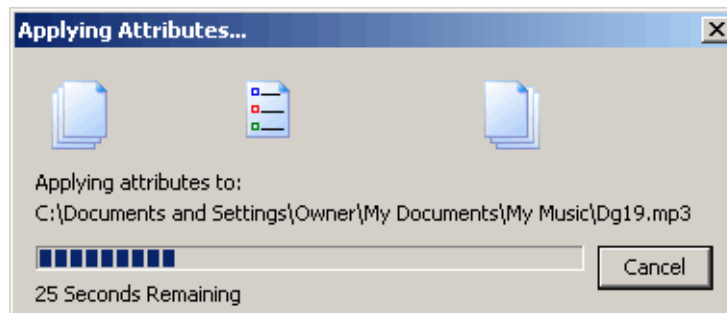 Applying Attributes...
Applying attributes to:
C:\Documents and Settings\Owner\My Documents\My Music\Dg19.mp3
Cancel
25 Seconds Remaining